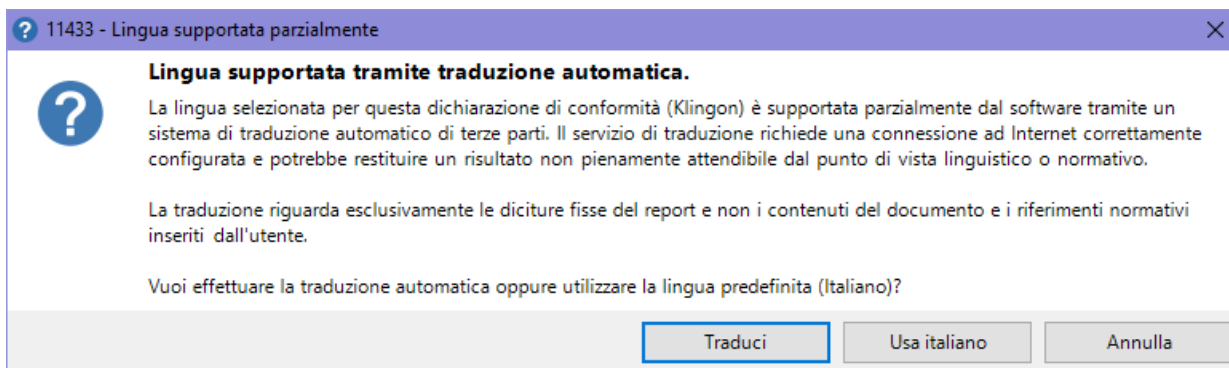 11433 - Lingua supportata parzialmente
Lingua supportata tramite traduzione automatica.
La lingua selezionata per questa dichiarazione di conformità (Klingon) è supportata parzialmente dal software tramite un
sistema di traduzione automatico di terze parti. Il servizio di traduzione richiede una connessione ad Internet correttamente
configurata e potrebbe restituire un risultato non pienamente attendibile dal punto di vista linguistico o normativo.
La traduzione riguarda esclusivamente le diciture fisse del report e non i contenuti del documento e i riferimenti normativi
inseriti dall'utente.
Vuoi effettuare la traduzione automatica oppure utilizzare la lingua predefinita (Italiano)?
Traduci
Usa italiano
Annulla